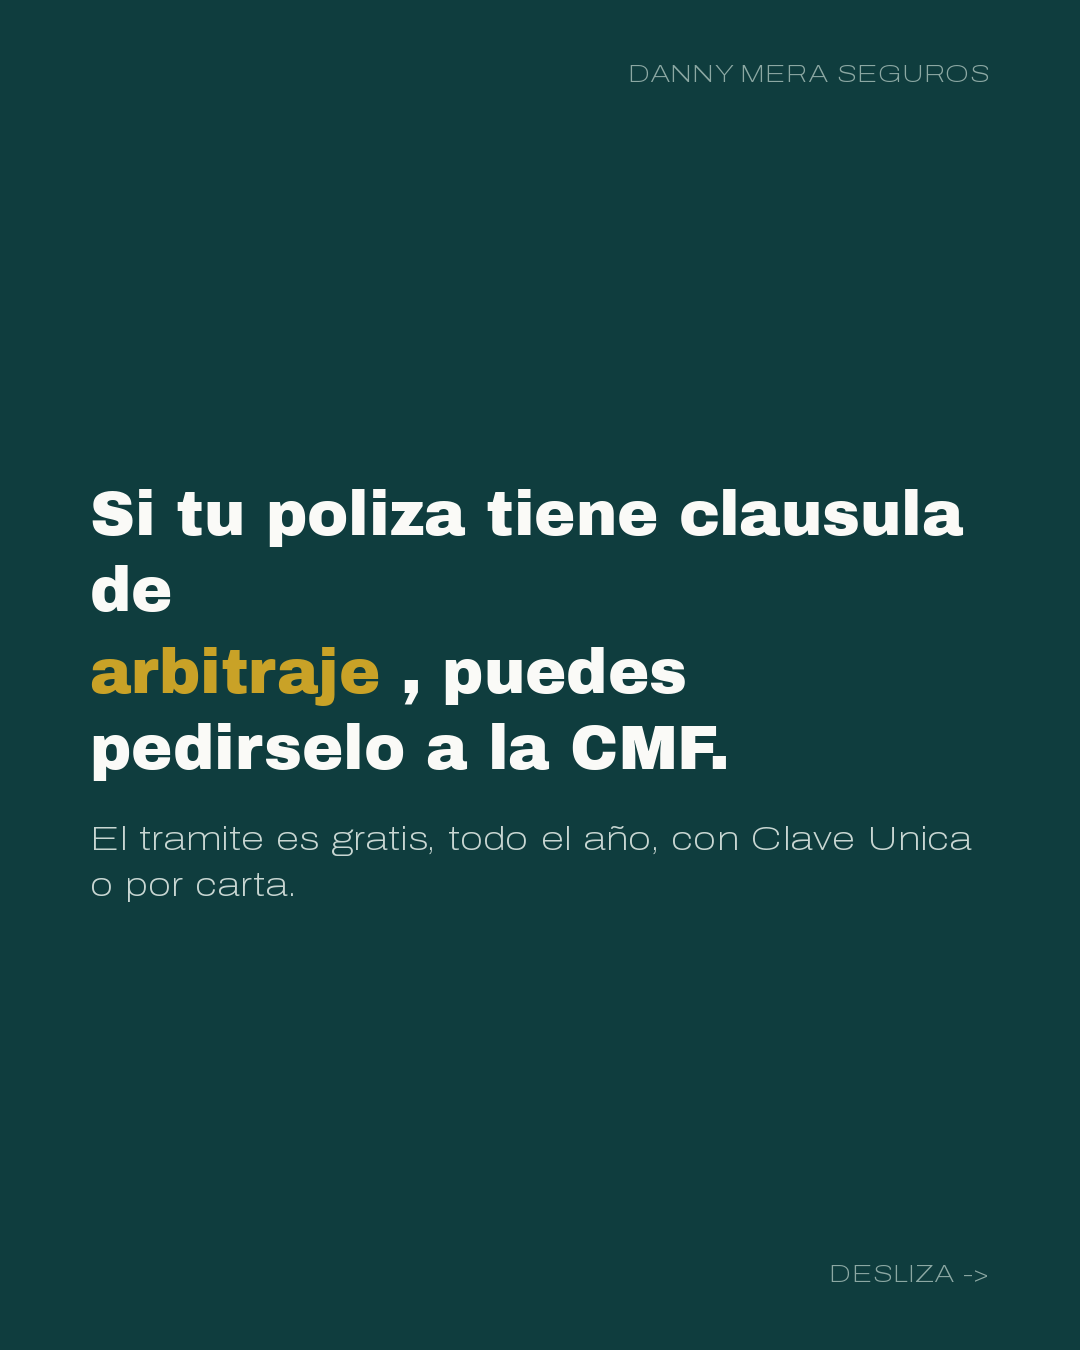 DANNY MERA SEGUROS
Si tu poliza tiene clausula
de
arbitraje , puedes
pedirselo a la CMF.
El tramite es gratis, todo el año, con Clave Unica
o por carta.
DESLIZA ->